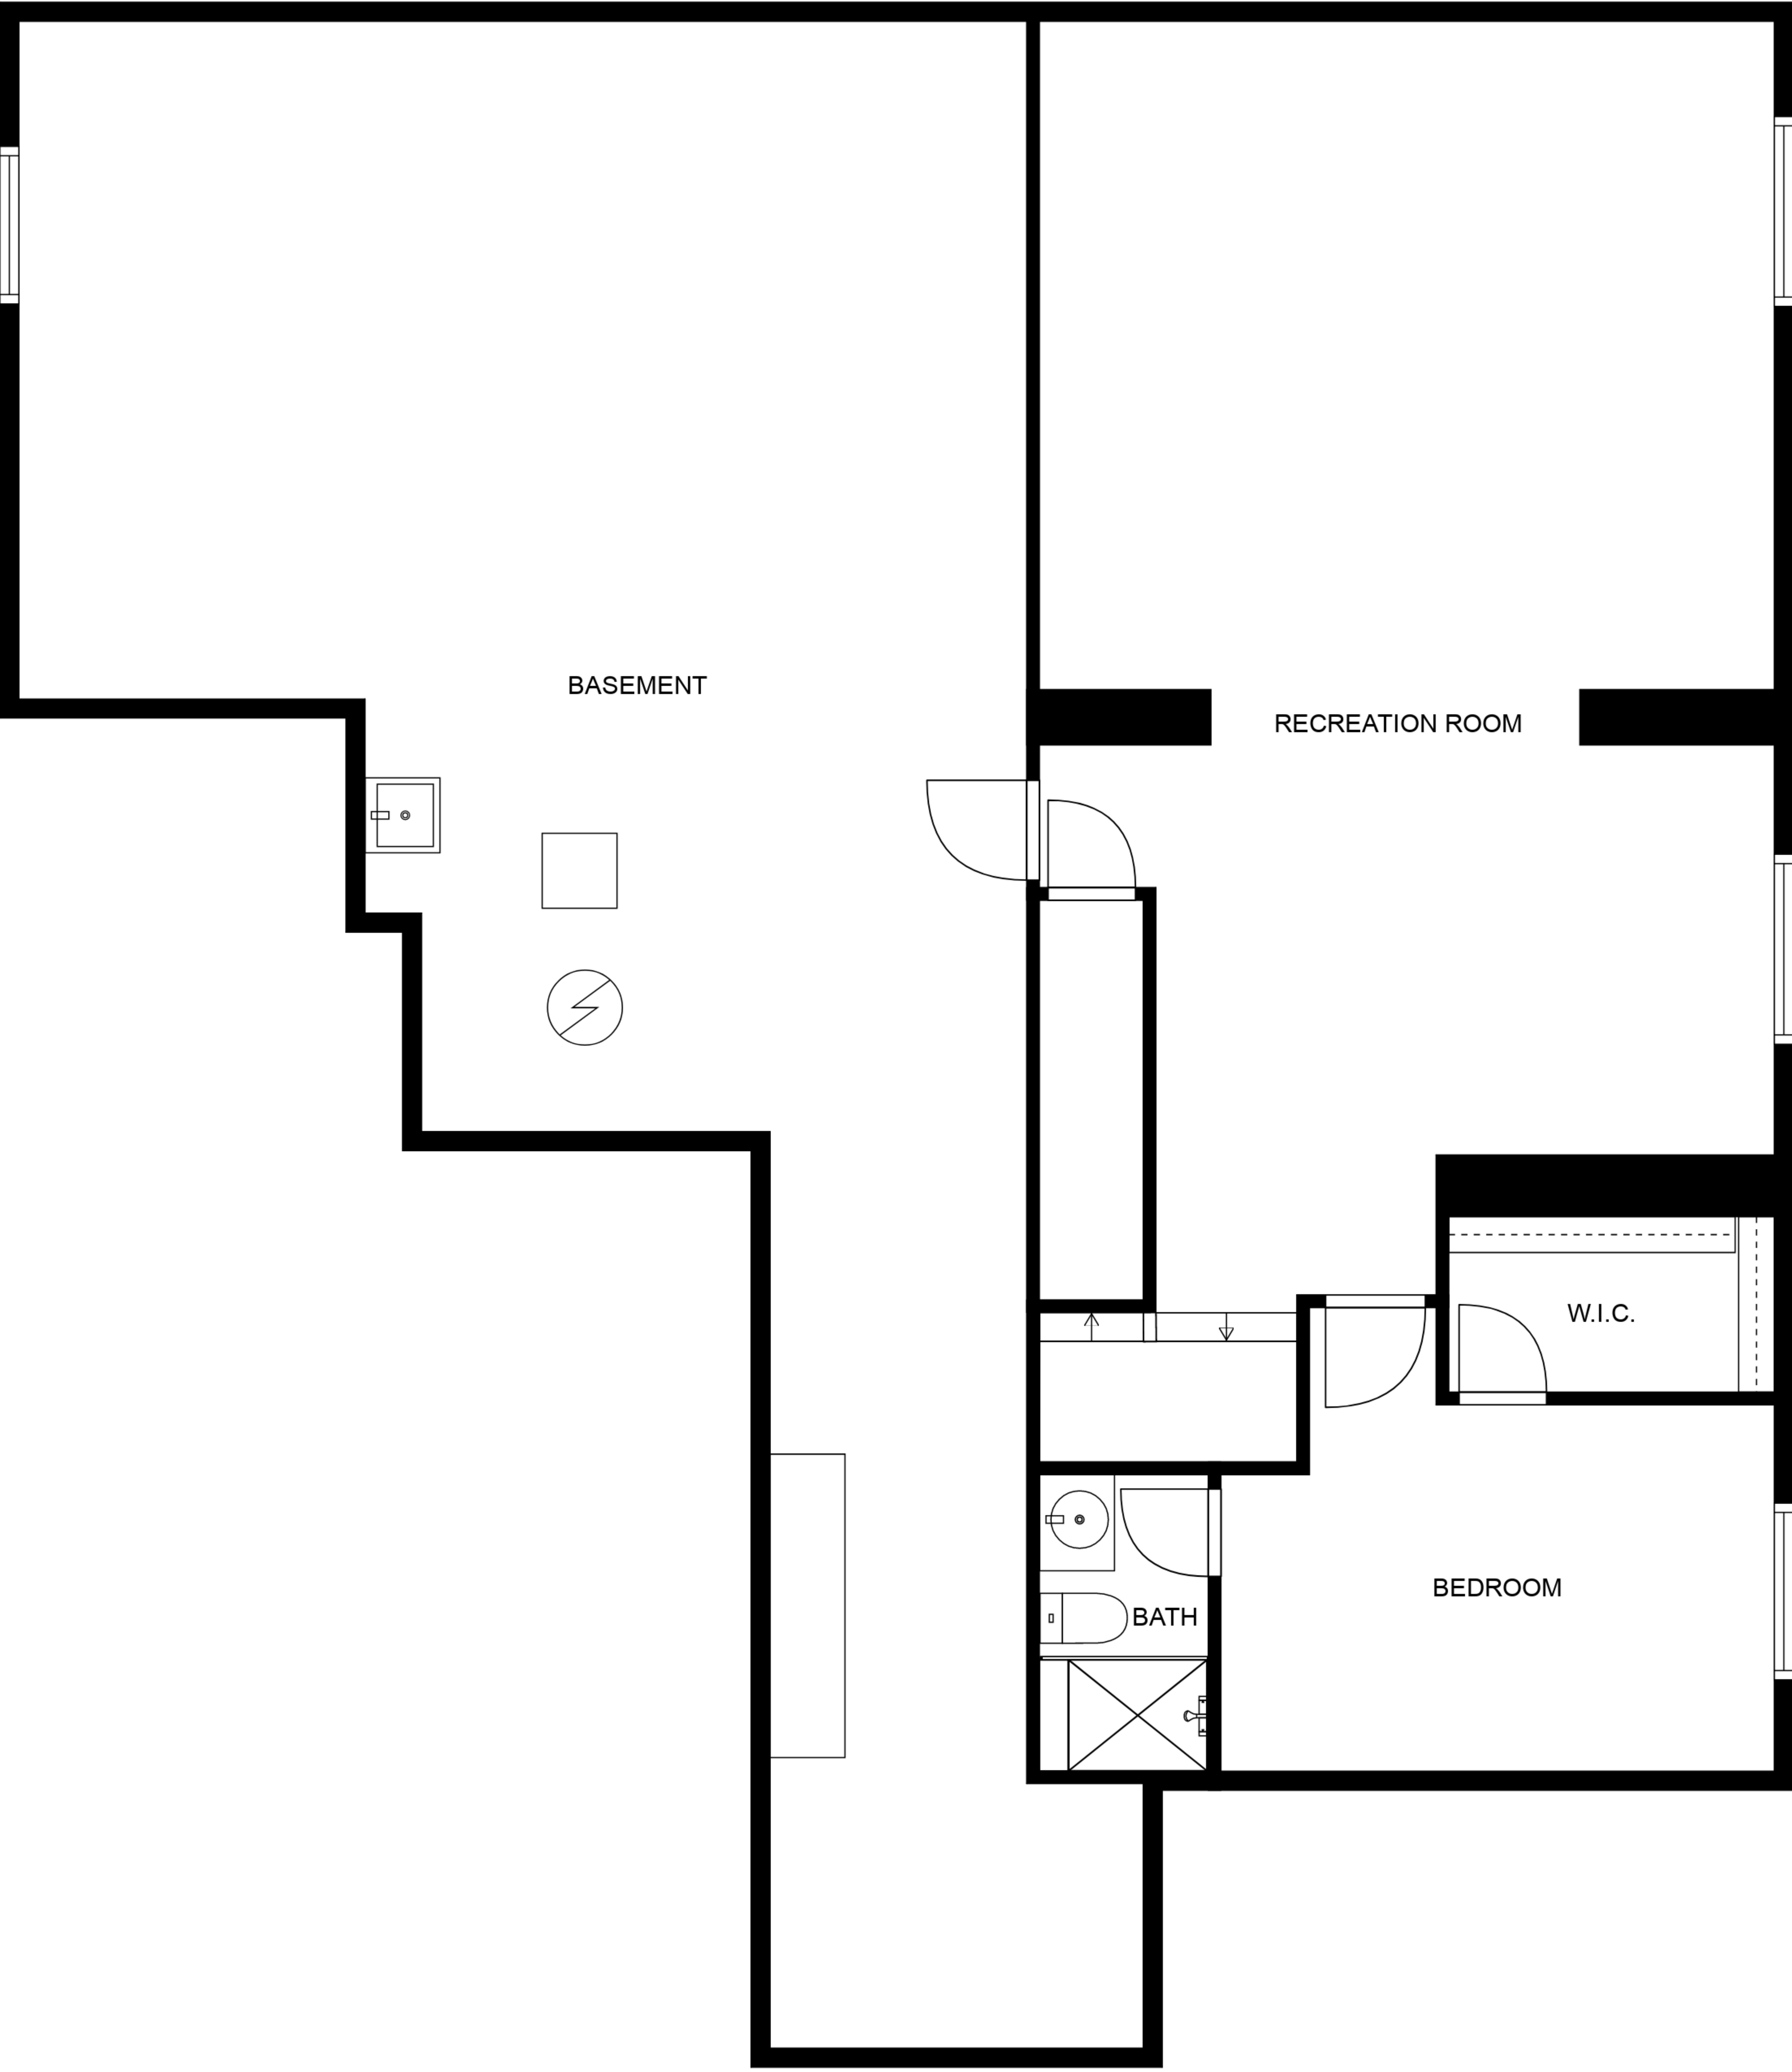 BASEMENT
RECREATION ROOM
W.I.C.
BEDROOM
BATH